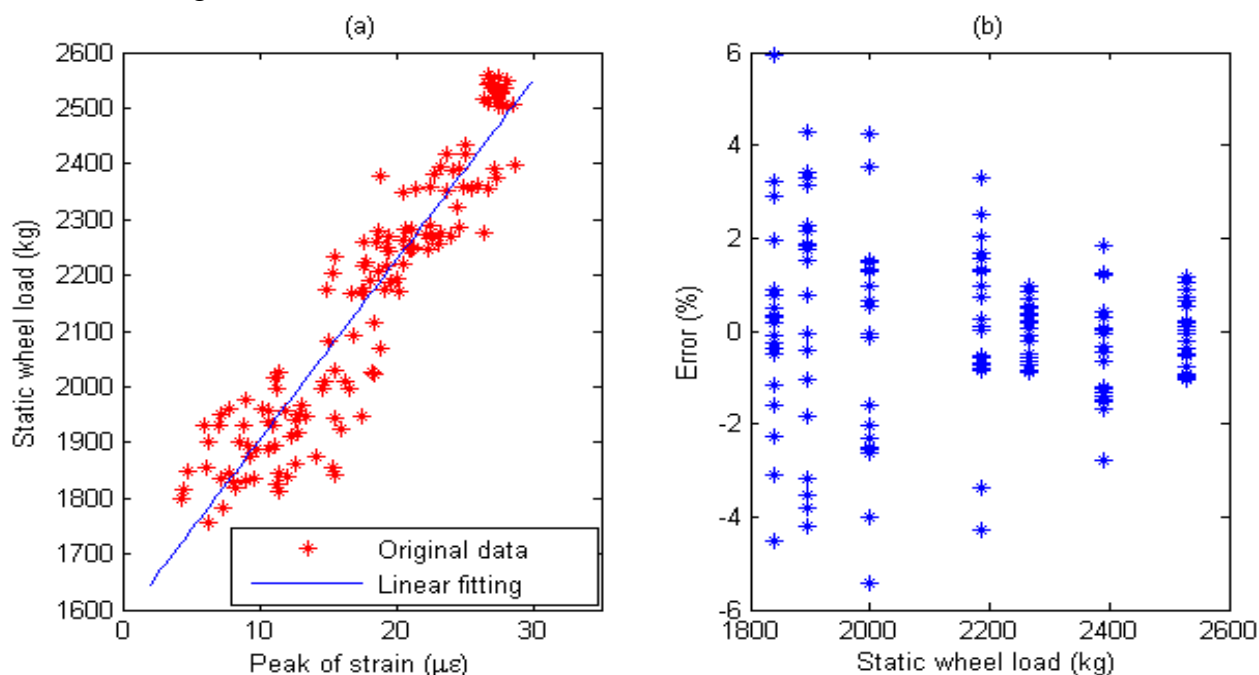 (a)
2600
2500
2400
2300
2200
2100
2000
1900
1800
1700
1600
Static wheel load (kg)
0 10 20 30
Peak of strain (με)
Original data
Linear fitting
(b)
6
4
2
0
-2
-4
-6
Error (%)
1800 2000 2200 2400 2600
Static wheel load (kg)